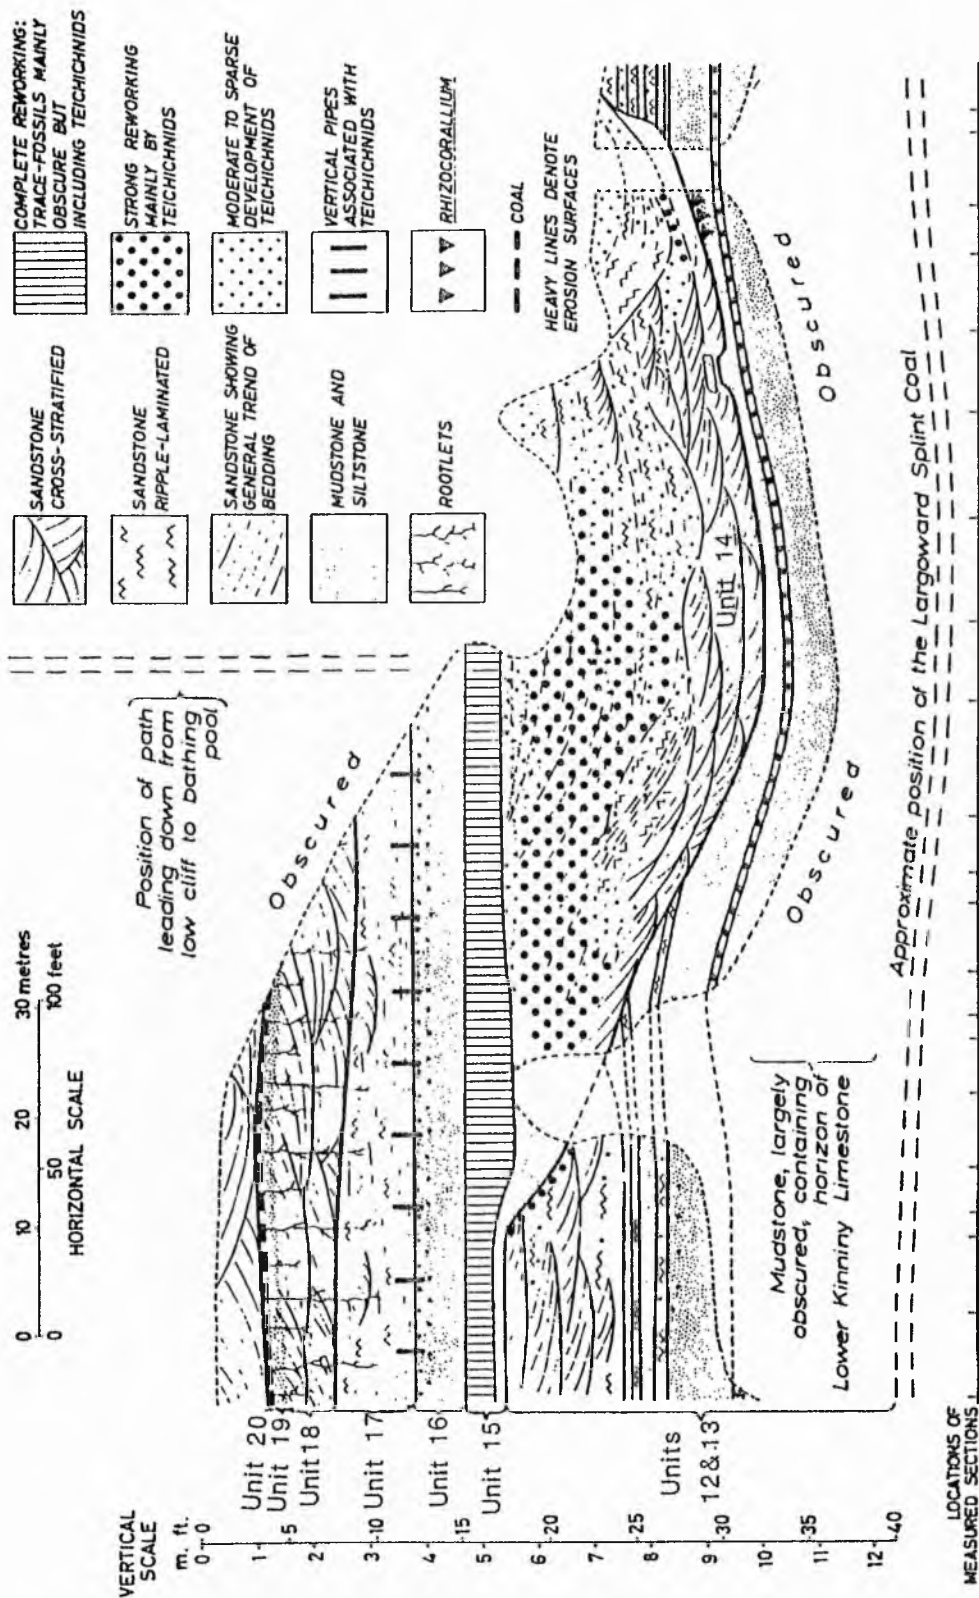 VERTICAL
SCALE
m. ft.
0 0
1
5
2
3 10
4
15
5
6 20
7
25
8
9 30
10
11 35
12 40
Unit 20
Unit 19
Unit 18
Unit 17
Unit 16
Unit 15
Units
12 & 13
0 10 20 30 metres
0 50 100 feet
HORIZONTAL SCALE
Position of path
leading down from
low cliff to bathing
pool
Obscured
SANDSTONE
CROSS-STRATIFIED
SANDSTONE
RIPPLE-LAMINATED
SANDSTONE SHOWING
GENERAL TREND OF
BEDDING
MUDSTONE AND
SILTSTONE
ROOTLETS
COMPLETE REWORKING:
TRACE-FOSSILS MAINLY
OBSCURE BUT
INCLUDING TEICHICHNIDS
STRONG REWORKING
MAINLY BY
TEICHICHNIDS
MODERATE TO SPARSE
DEVELOPMENT OF
TEICHICHNIDS
VERTICAL PIPES
ASSOCIATED WITH
TEICHICHNIDS
RHIZOCORALLIUM
COAL
HEAVY LINES DENOTE
EROSION SURFACES
Unit 14
Mudstone, largely
obscured, containing
horizon of
Lower Kinniny Limestone
Obscured
Obscured
Approximate position of the Largoward Splint Coal
LOCATIONS OF
MEASURED SECTIONS